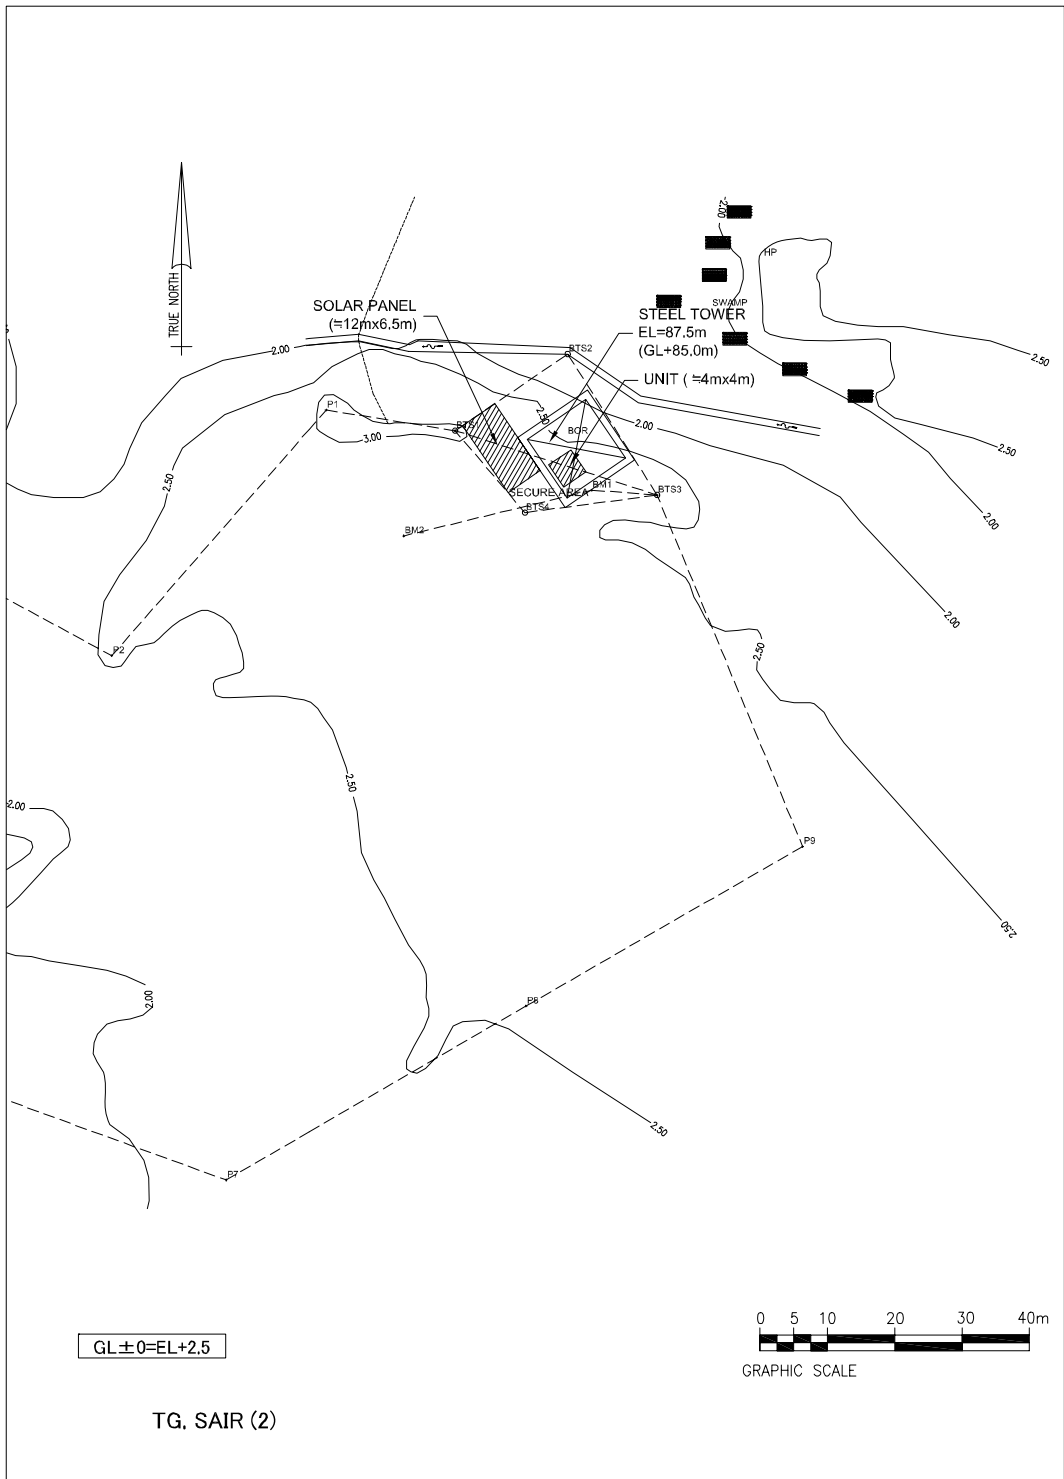 2.00
HP
TRUE NORTH
SOLAR PANEL
(≒12mx6.5m)
SWAMP
STEEL TOWER
EL=87.5m
(GL+85.0m)
2.00
BTS2
2.50
UNIT (≒4mx4m)
P1
2.50
2.00
BTS1
BOR
3.00
2.50
2.50
SECURE AREA
BM1
BTS3
BTS4
2.00
BM2
2.00
P2
2.50
2.50
2.00
P9
2.50
2.00
P8
2.50
P7
0 5 10 20 30 40m
GL±0=EL+2.5
GRAPHIC SCALE
TG. SAIR (2)